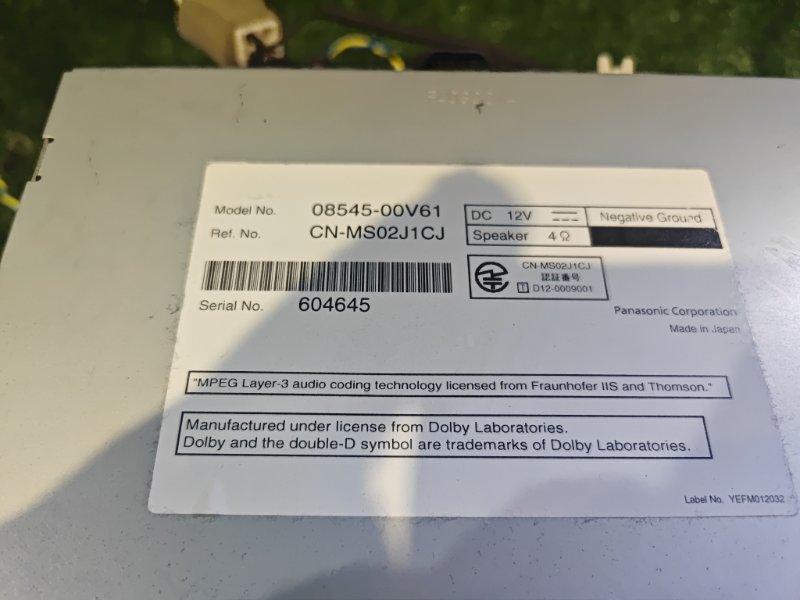 Model No. 08545-00V61
Ref. No. CN-MS02J1CJ
DC 12V Negative Ground
Speaker 4Ω
CN-MS02J1CJ
認証番号
T D12-0009001
Serial No. 604645
Panasonic Corporation
Made in Japan
"MPEG Layer-3 audio coding technology licensed from Fraunhofer IIS and Thomson."
Manufactured under license from Dolby Laboratories.
Dolby and the double-D symbol are trademarks of Dolby Laboratories.
Label No. YEFM012032